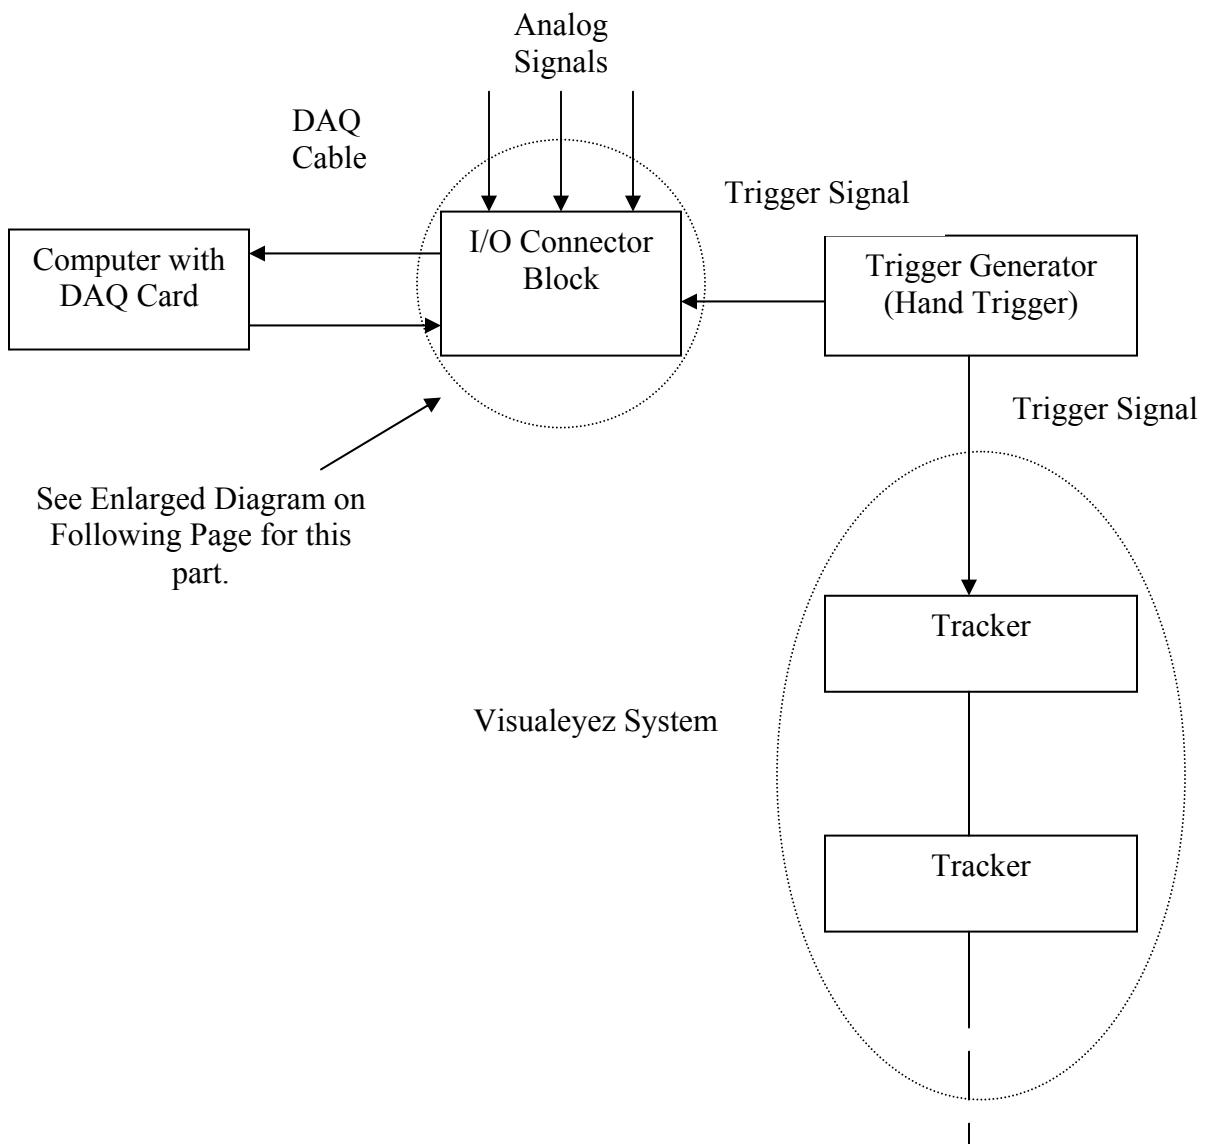 Analog
Signals
DAQ
Cable
Trigger Signal
I/O Connector
Block
Computer with
DAQ Card
Trigger Generator
(Hand Trigger)
Trigger Signal
See Enlarged Diagram on
Following Page for this
part.
Tracker
Visualeyez System
Tracker